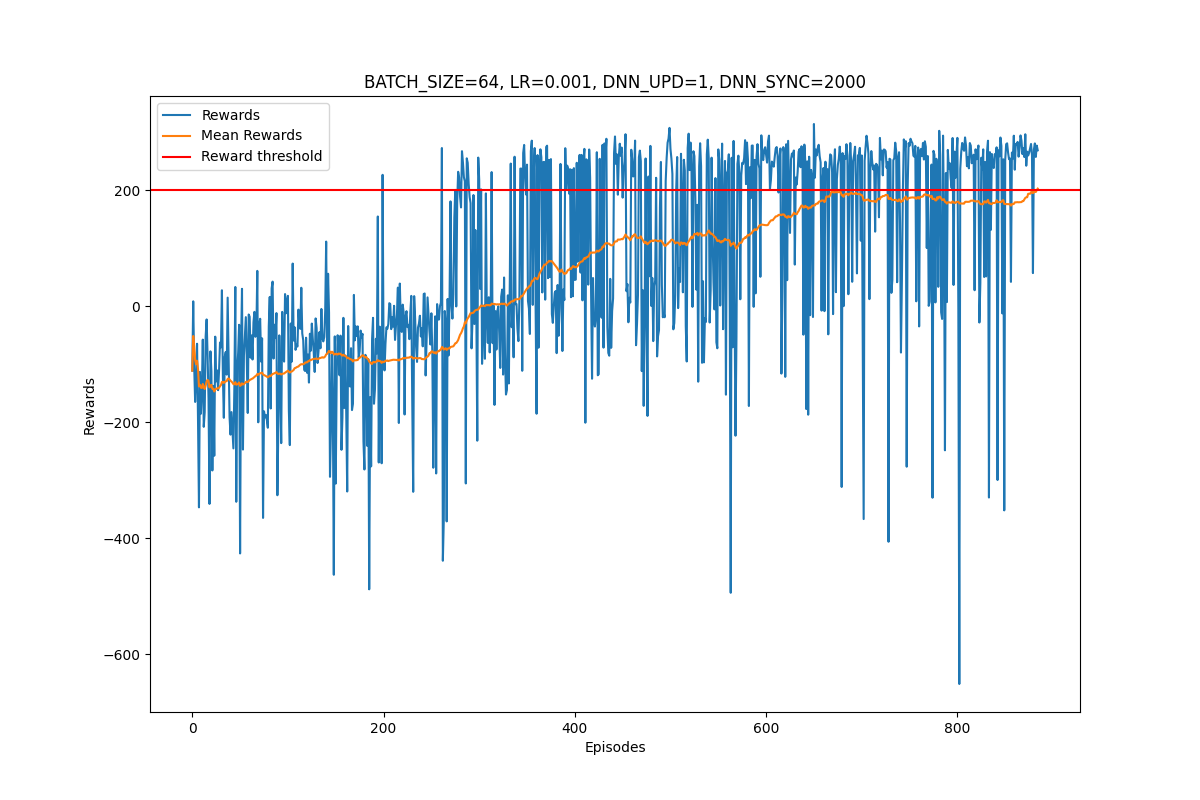 BATCH_SIZE=64, LR=0.001, DNN_UPD=1, DNN_SYNC=2000
Rewards
Mean Rewards
Reward threshold
200
0
−200
−400
−600
Rewards
0
200
400
600
800
Episodes